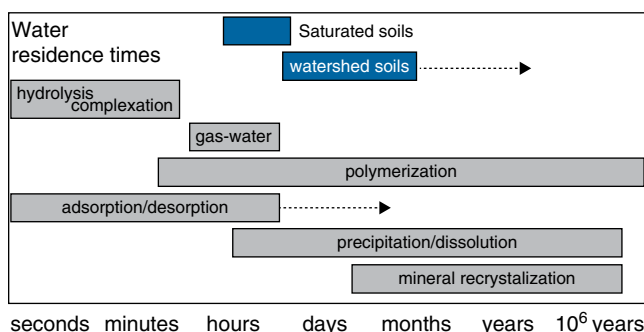 Water
residence times
Saturated soils
watershed soils
hydrolysis
complexation
gas-water
polymerization
adsorption/desorption
precipitation/dissolution
mineral recrystalization
seconds minutes hours days months years 10⁶ years